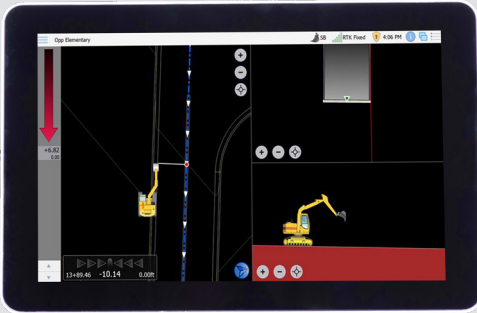 Opp Elementary
SB
RTK Fixed
4:06 PM
+6.82
0.00
13+89.46 -10.14 0.00ft